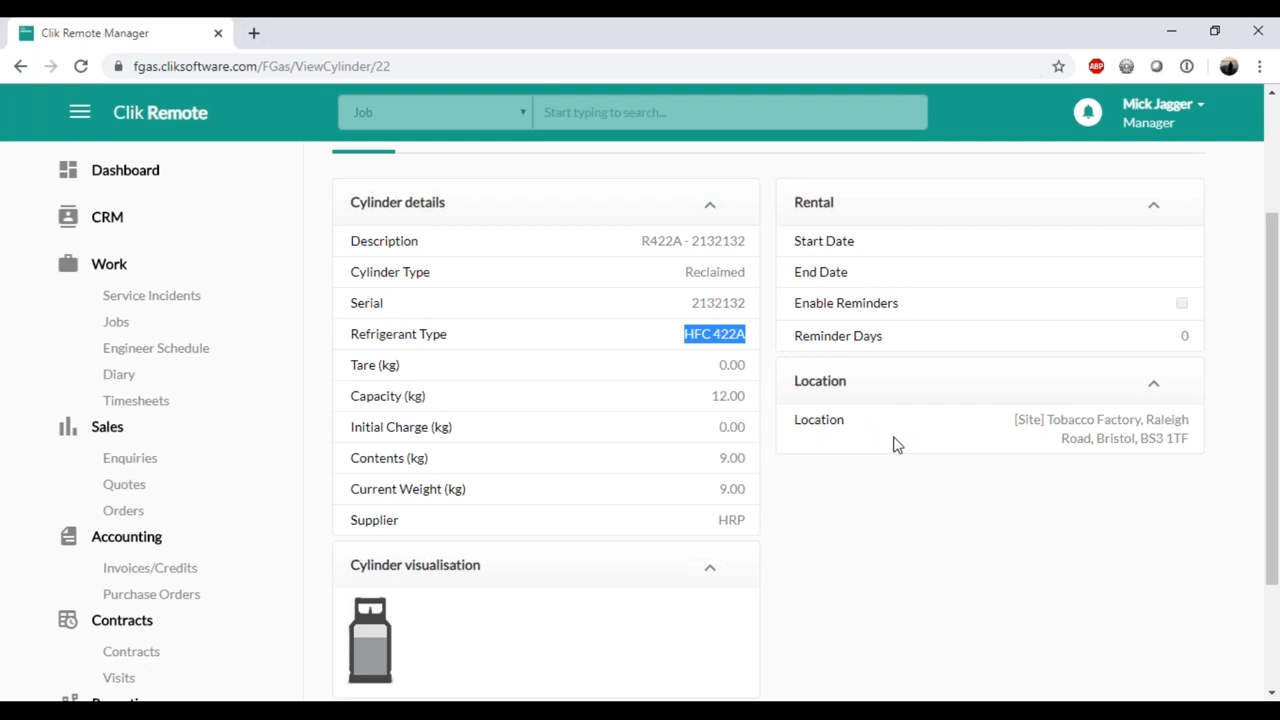 Clik Remote Manager
fgas.cliksoftware.com/FGas/ViewCylinder/22
ABP
Clik Remote
Job
Start typing to search...
Mick Jagger
Manager
Dashboard
CRM
Work
Service Incidents
Jobs
Engineer Schedule
Diary
Timesheets
Sales
Enquiries
Quotes
Orders
Accounting
Invoices/Credits
Purchase Orders
Contracts
Contracts
Visits
Cylinder details
Description R422A - 2132132
Cylinder Type Reclaimed
Serial 2132132
Refrigerant Type HFC 422A
Tare (kg) 0.00
Capacity (kg) 12.00
Initial Charge (kg) 0.00
Contents (kg) 9.00
Current Weight (kg) 9.00
Supplier HRP
Cylinder visualisation
Rental
Start Date
End Date
Enable Reminders
Reminder Days 0
Location
Location [Site] Tobacco Factory, Raleigh
Road, Bristol, BS3 1TF